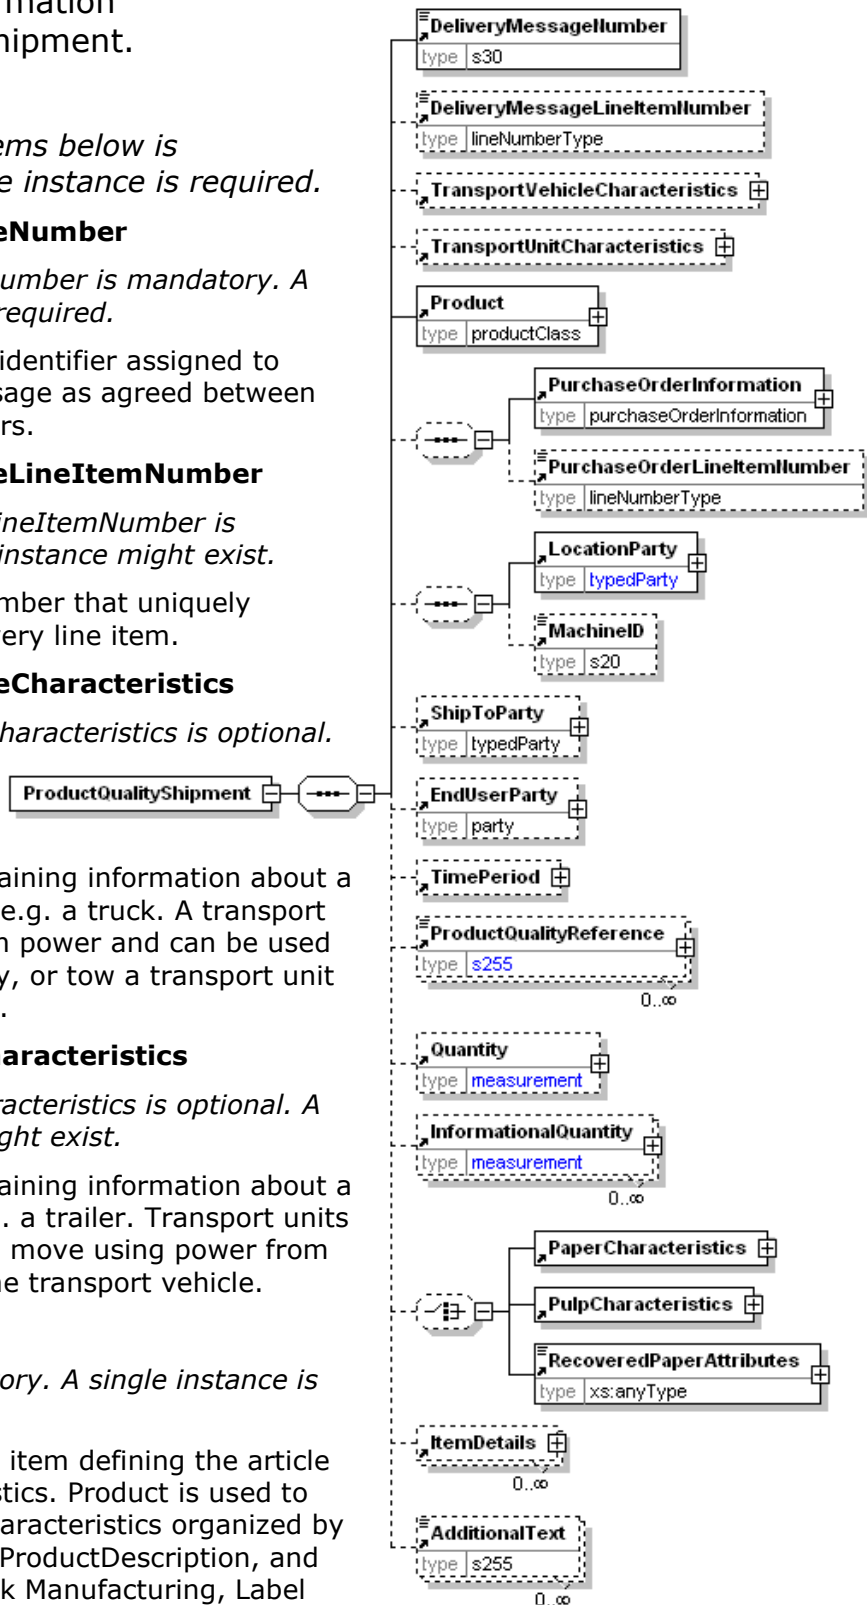 rmation
hipment.
ems below is
e instance is required.
eNumber
umber is mandatory. A
required.
identifier assigned to
sage as agreed between
rs.
eLineItemNumber
ineItemNumber is
instance might exist.
mber that uniquely
very line item.
eCharacteristics
haracteristics is optional.
aining information about a
e.g. a truck. A transport
n power and can be used
y, or tow a transport unit
.
haracteristics
racteristics is optional. A
ght exist.
aining information about a
. a trailer. Transport units
move using power from
he transport vehicle.
ory. A single instance is
item defining the article
stics. Product is used to
haracteristics organized by
ProductDescription, and
k Manufacturing, Label
ProductQualityShipment
DeliveryMessageNumber
type s30
DeliveryMessageLineItemNumber
type lineNumberType
TransportVehicleCharacteristics
TransportUnitCharacteristics
Product
type productClass
PurchaseOrderInformation
type purchaseOrderInformation
PurchaseOrderLineItemNumber
type lineNumberType
LocationParty
type typedParty
MachineID
type s20
ShipToParty
type typedParty
EndUserParty
type party
TimePeriod
ProductQualityReference
type s255
0..∞
Quantity
type measurement
InformationalQuantity
type measurement
0..∞
PaperCharacteristics
PulpCharacteristics
RecoveredPaperAttributes
type xs:anyType
ItemDetails
0..∞
AdditionalText
type s255
0..∞